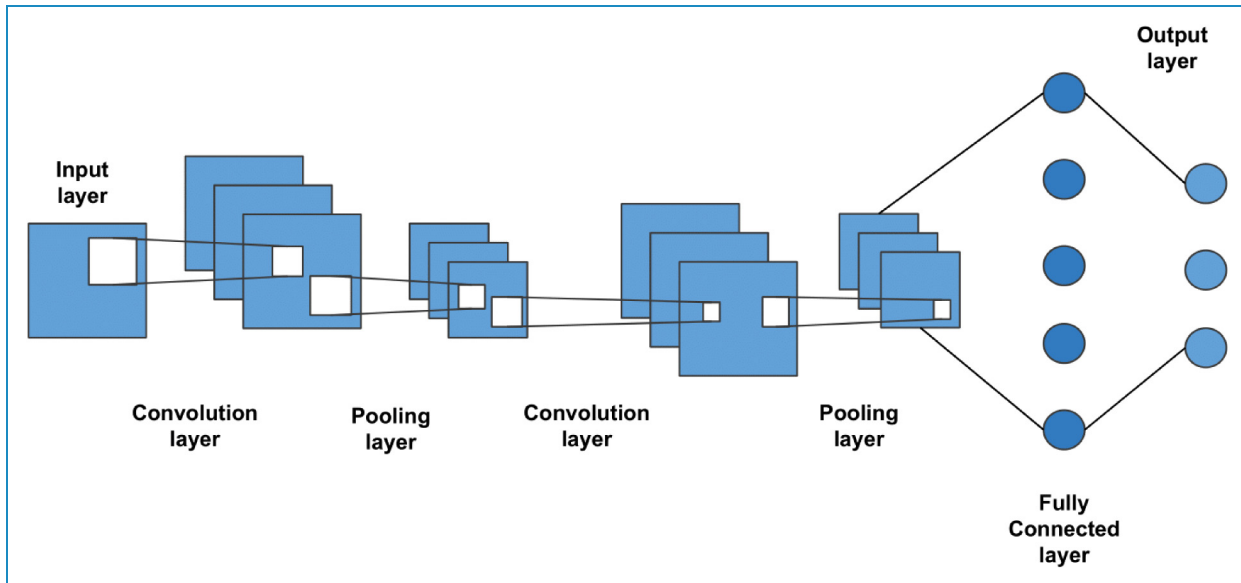 Input
layer
Convolution
layer
Pooling
layer
Convolution
layer
Pooling
layer
Fully
Connected
layer
Output
layer